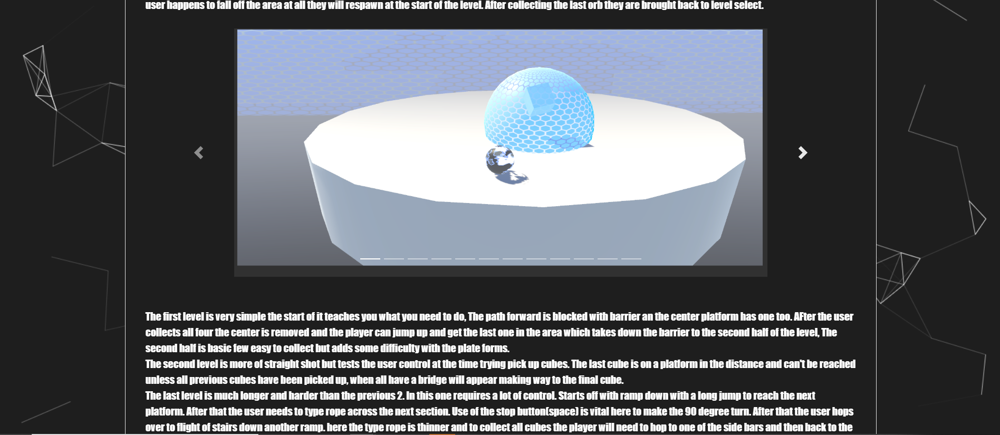 user happens to fall off the area at all they will respawn at the start of the level. After collecting the last orb they are brought back to level select.
The first level is very simple the start of it teaches you what you need to do, The path forward is blocked with barrier an the center platform has one too. AFter the user
collects all four the center is removed and the player can jump up and get the last one in the area which takes down the barrier to the second half of the level, The
second half is basic few easy to collect but adds some difficulty with the plate forms.
The second level is more of straight shot but tests the user control at the time trying pick up cubes. The last cube is on a platform in the distance and can't be reached
unless all previous cubes have been picked up, when all have a bridge will appear making way to the final cube.
The last level is much longer and harder than the previous 2. In this one requires a lot of control. Starts off with ramp down with a long jump to reach the next
platform. After that the user needs to type rope across the next section. Use of the stop button(space) is vital here to make the 90 degree turn. After that the user hops
over to flight of stairs down another ramp. here the type rope is thinner and to collect all cubes the player will need to hop to one of the side bars and then back to the